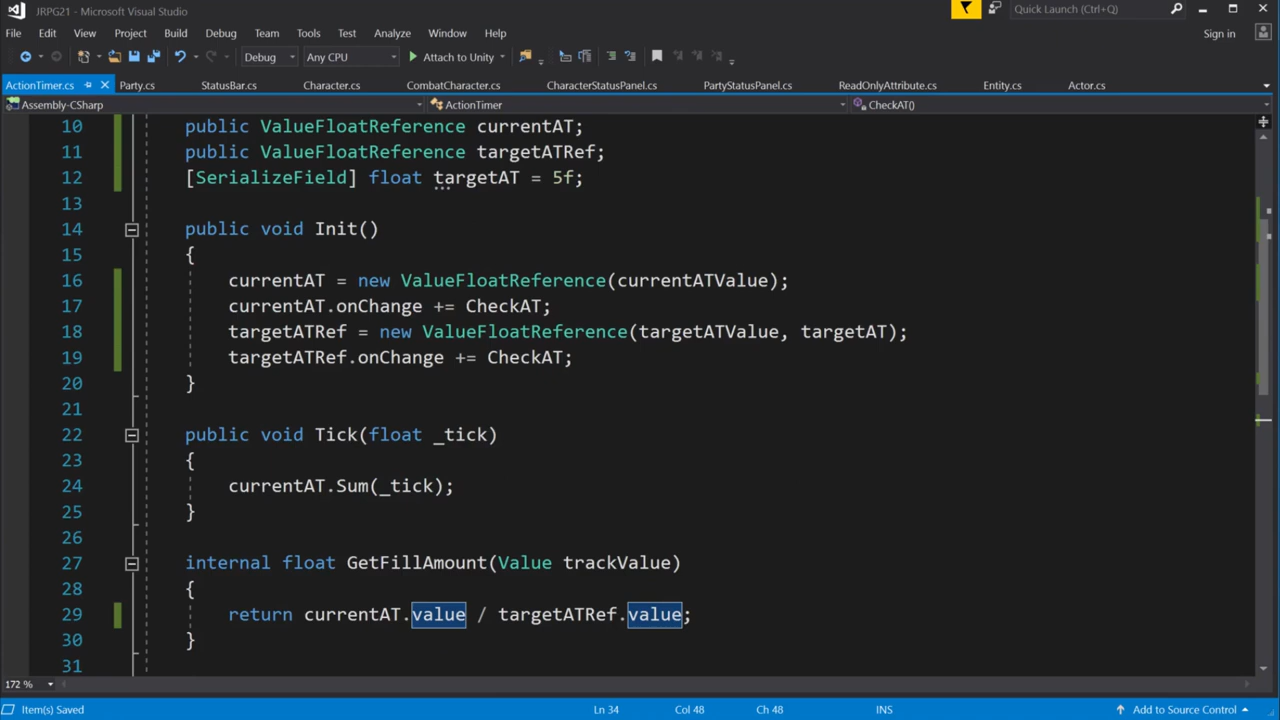 JRPG21 - Microsoft Visual Studio
Quick Launch (Ctrl+Q)
File Edit View Project Build Debug Team Tools Test Analyze Window Help
Sign in
Debug Any CPU Attach to Unity
ActionTimer.cs Party.cs StatusBar.cs Character.cs CombatCharacter.cs CharacterStatusPanel.cs PartyStatusPanel.cs ReadOnlyAttribute.cs Entity.cs Actor.cs
Assembly-CSharp ActionTimer CheckAT()
10 public ValueFloatReference currentAT;
11 public ValueFloatReference targetATRef;
12 [SerializeField] float targetAT = 5f;
13
14 public void Init()
15 {
16 currentAT = new ValueFloatReference(currentATValue);
17 currentAT.onChange += CheckAT;
18 targetATRef = new ValueFloatReference(targetATValue, targetAT);
19 targetATRef.onChange += CheckAT;
20 }
21
22 public void Tick(float _tick)
23 {
24 currentAT.Sum(_tick);
25 }
26
27 internal float GetFillAmount(Value trackValue)
28 {
29 return currentAT.value / targetATRef.value;
30 }
31
172 %
Item(s) Saved Ln 34 Col 48 Ch 48 INS Add to Source Control